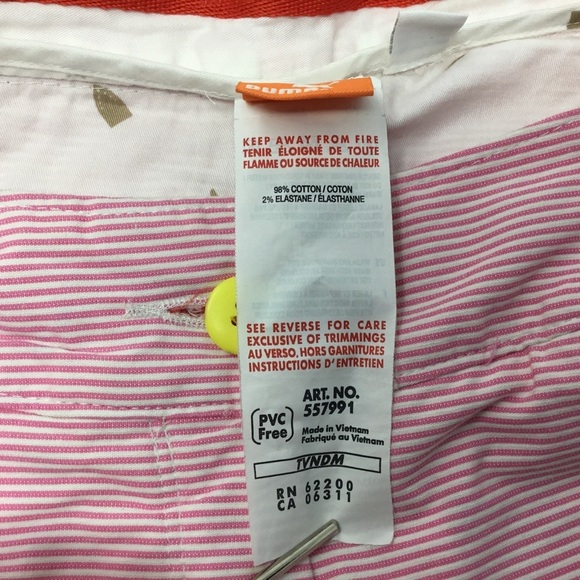 PUMA
KEEP AWAY FROM FIRE
TENIR ÉLOIGNÉ DE TOUTE
FLAMME OU SOURCE DE CHALEUR
98% COTTON / COTON
2% ELASTANE / ÉLASTHANNE
SEE REVERSE FOR CARE
EXCLUSIVE OF TRIMMINGS
AU VERSO, HORS GARNITURES
INSTRUCTIONS D'ENTRETIEN
PVC Free
ART. NO.
557991
Made in Vietnam
Fabriqué au Vietnam
TVNDM
RN 62200
CA 06311